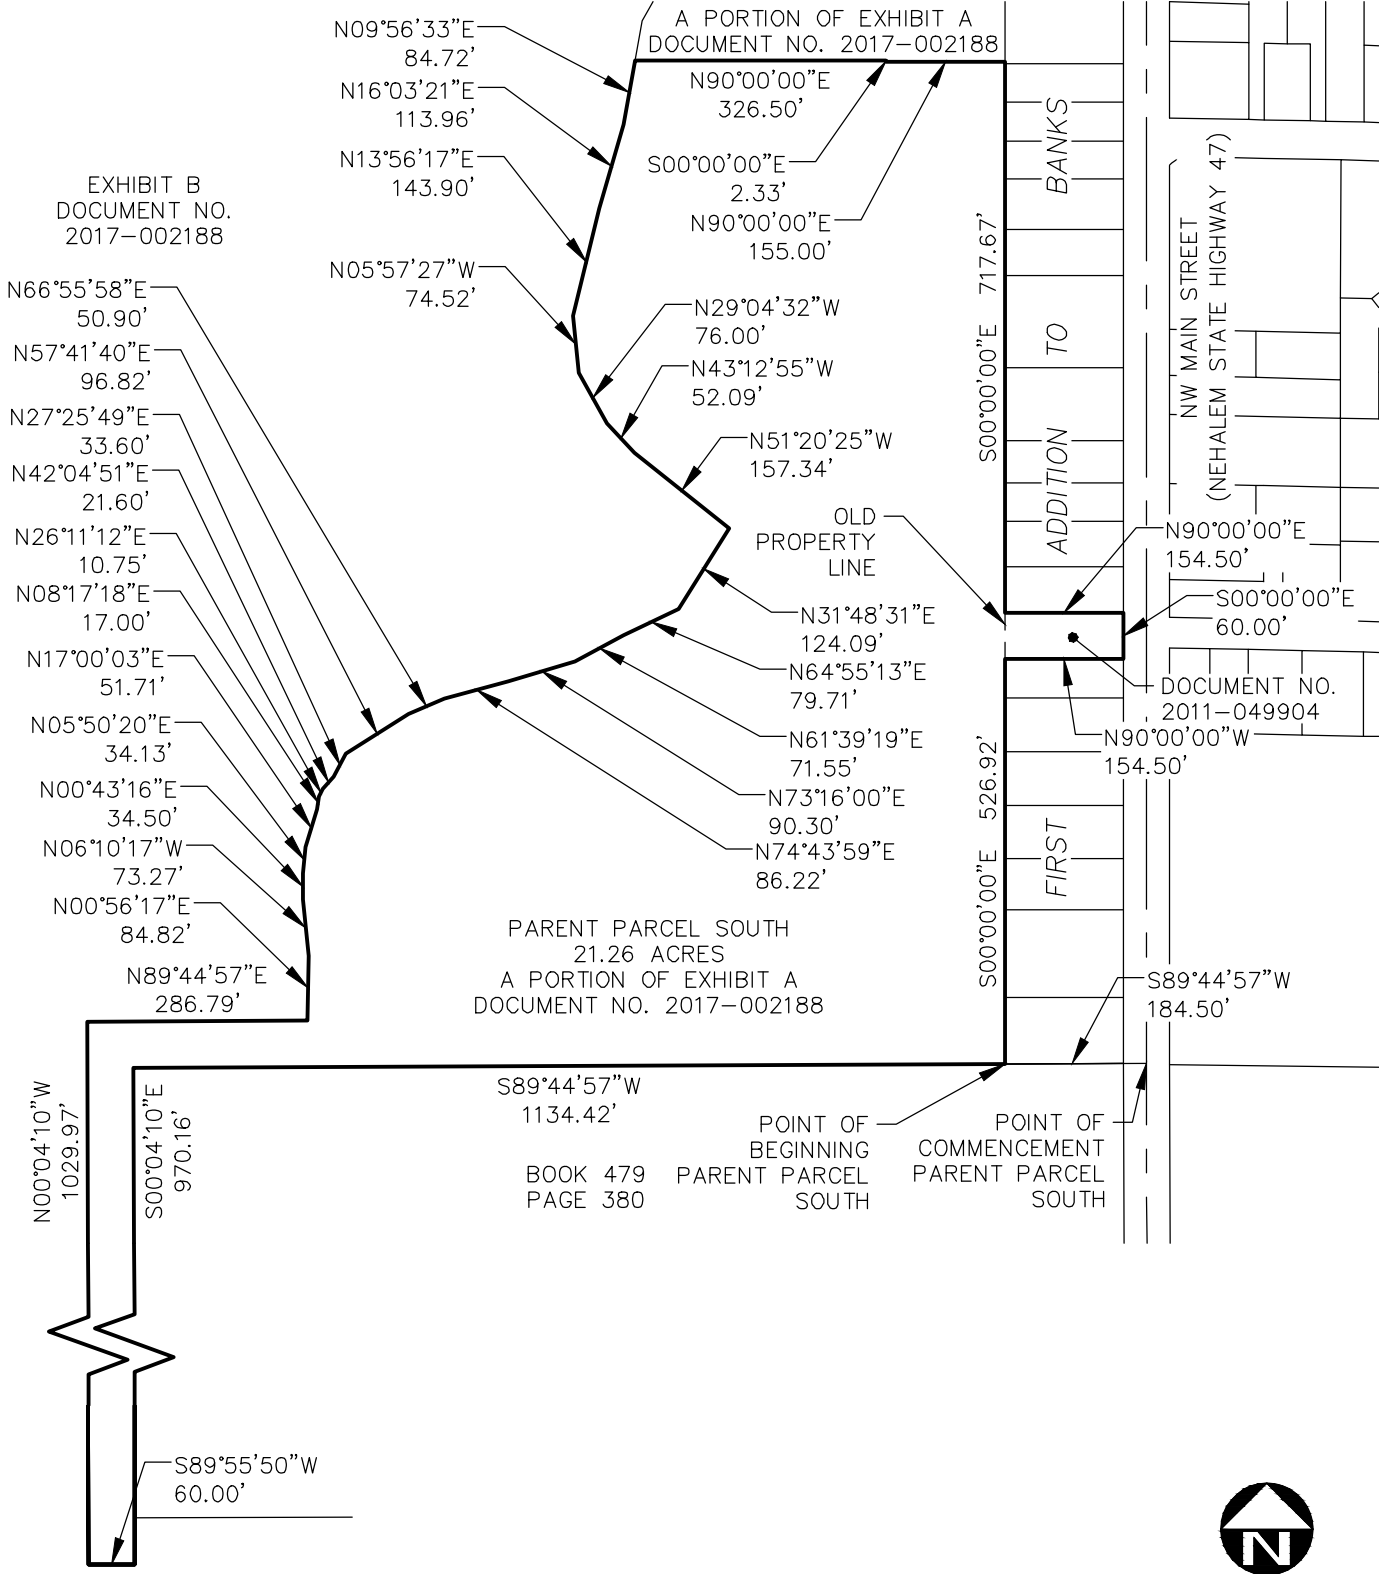 A PORTION OF EXHIBIT A
DOCUMENT NO. 2017-002188
N09°56'33"E
84.72'
N16°03'21"E
113.96'
N13°56'17"E
143.90'
N05°57'27"W
74.52'
N90°00'00"E
326.50'
S00°00'00"E
2.33'
N90°00'00"E
155.00'
EXHIBIT B
DOCUMENT NO.
2017-002188
N66°55'58"E
50.90'
N57°41'40"E
96.82'
N27°25'49"E
33.60'
N42°04'51"E
21.60'
N26°11'12"E
10.75'
N08°17'18"E
17.00'
N17°00'03"E
51.71'
N05°50'20"E
34.13'
N00°43'16"E
34.50'
N06°10'17"W
73.27'
N00°56'17"E
84.82'
N89°44'57"E
286.79'
N29°04'32"W
76.00'
N43°12'55"W
52.09'
N51°20'25"W
157.34'
OLD
PROPERTY
LINE
N31°48'31"E
124.09'
N64°55'13"E
79.71'
N61°39'19"E
71.55'
N73°16'00"E
90.30'
N74°43'59"E
86.22'
S00°00'00"E 717.67'
S00°00'00"E 526.92'
FIRST ADDITION TO BANKS
NW MAIN STREET
(NEHALEM STATE HIGHWAY 47)
N90°00'00"E
154.50'
S00°00'00"E
60.00'
DOCUMENT NO.
2011-049904
N90°00'00"W
154.50'
PARENT PARCEL SOUTH
21.26 ACRES
A PORTION OF EXHIBIT A
DOCUMENT NO. 2017-002188
S89°44'57"W
184.50'
S89°44'57"W
1134.42'
BOOK 479
PAGE 380
POINT OF
BEGINNING
PARENT PARCEL
SOUTH
POINT OF
COMMENCEMENT
PARENT PARCEL
SOUTH
N00°04'10"W
1029.97'
S00°04'10"E
970.16'
S89°55'50"W
60.00'
N